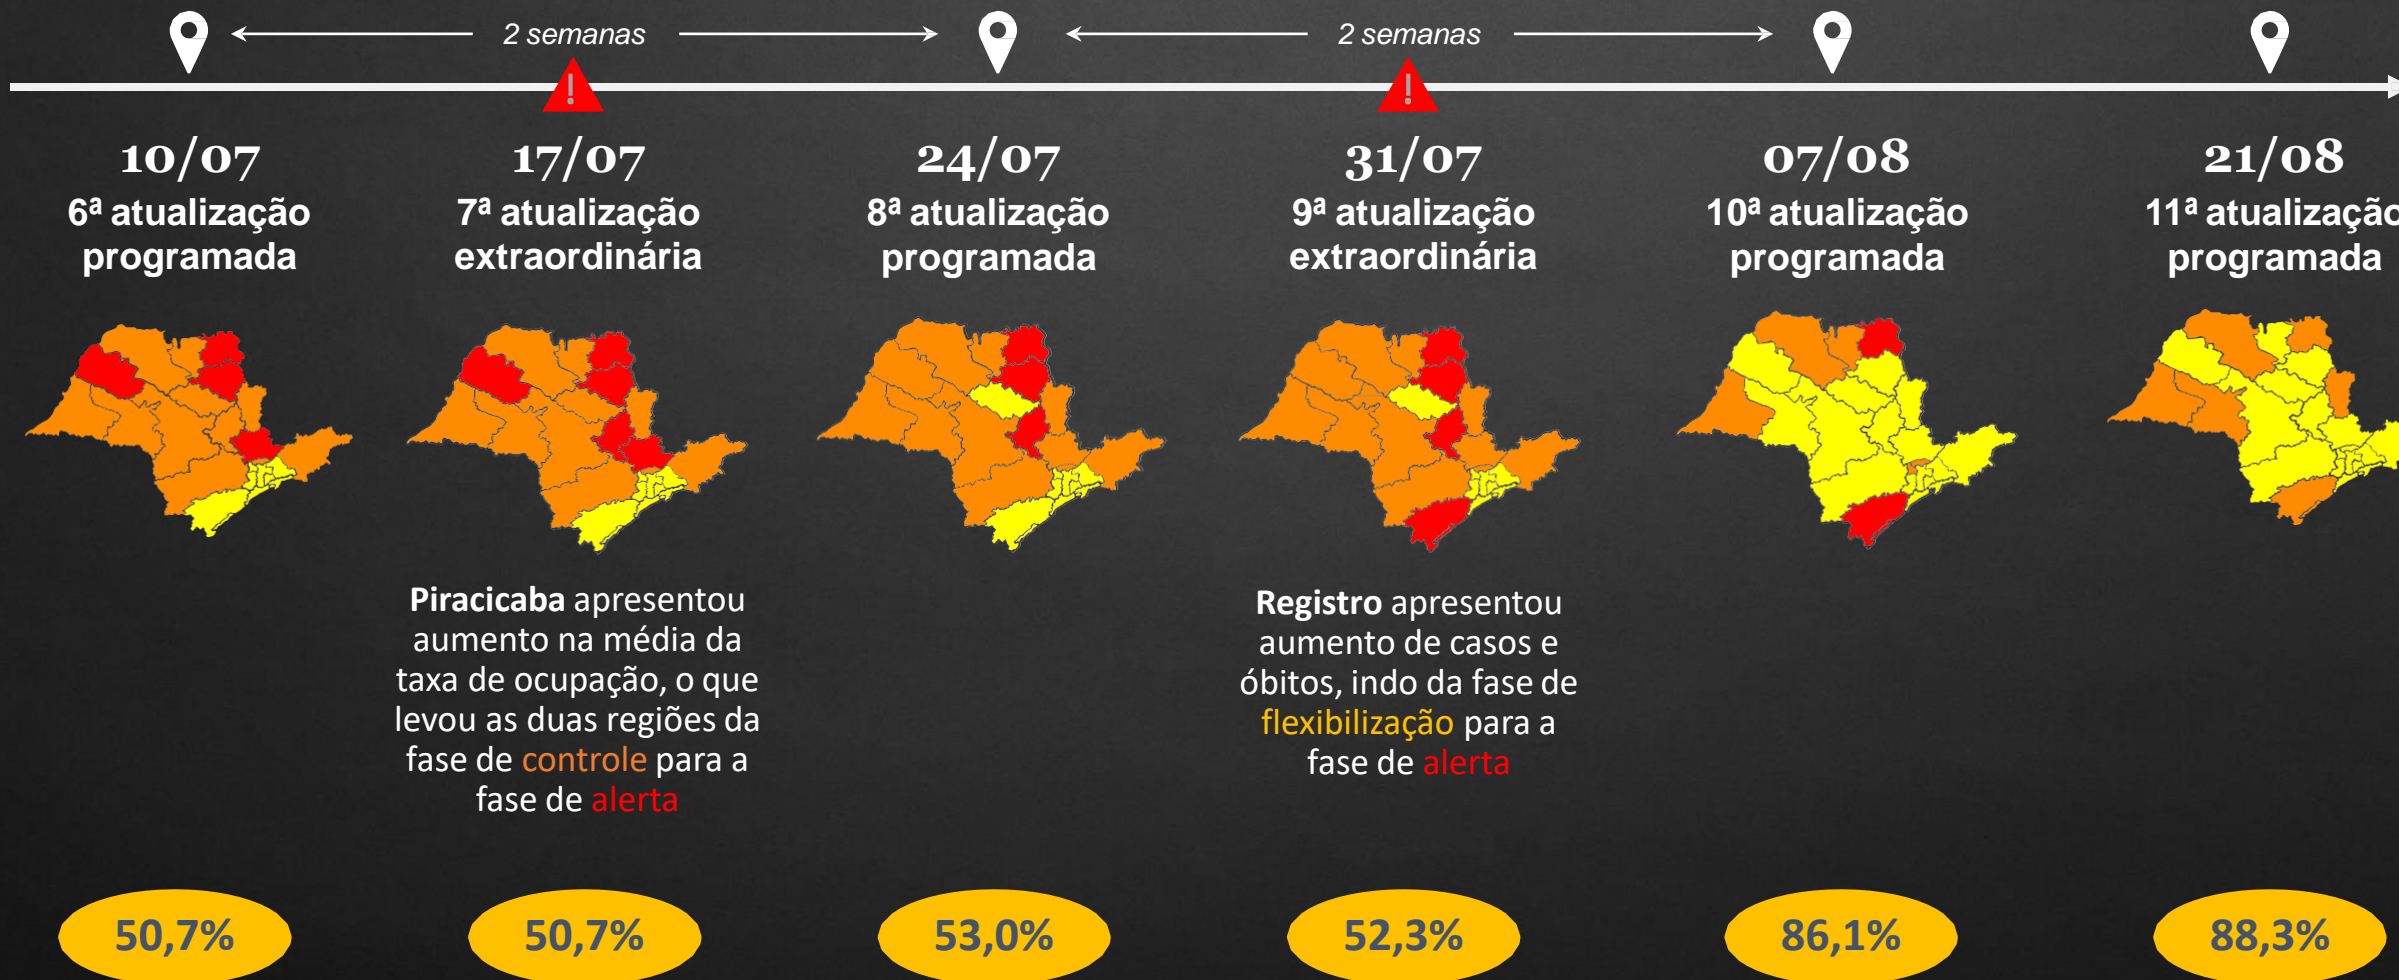 2 semanas
2 semanas
!
!
10/07
6ª atualização
programada
17/07
7ª atualização
extraordinária
24/07
8ª atualização
programada
31/07
9ª atualização
extraordinária
07/08
10ª atualização
programada
21/08
11ª atualização
programada
Piracicaba apresentou
aumento na média da
taxa de ocupação, o que
levou as duas regiões da
fase de controle para a
fase de alerta
Registro apresentou
aumento de casos e
óbitos, indo da fase de
flexibilização para a
fase de alerta
50,7%
50,7%
53,0%
52,3%
86,1%
88,3%